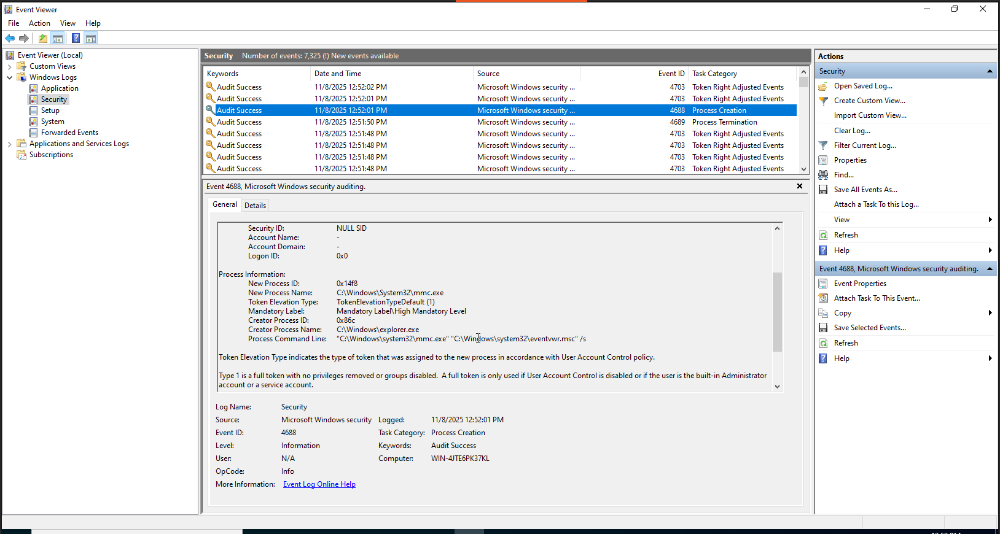 Event Viewer
File Action View Help
Event Viewer (Local)
Custom Views
Windows Logs
Application
Security
Setup
System
Forwarded Events
Applications and Services Logs
Subscriptions
Security Number of events: 7,325 (!) New events available
Keywords Date and Time Source Event ID Task Category
Audit Success 11/8/2025 12:52:02 PM Microsoft Windows security ... 4703 Token Right Adjusted Events
Audit Success 11/8/2025 12:52:01 PM Microsoft Windows security ... 4703 Token Right Adjusted Events
Audit Success 11/8/2025 12:52:01 PM Microsoft Windows security ... 4688 Process Creation
Audit Success 11/8/2025 12:51:50 PM Microsoft Windows security ... 4689 Process Termination
Audit Success 11/8/2025 12:51:48 PM Microsoft Windows security ... 4703 Token Right Adjusted Events
Audit Success 11/8/2025 12:51:48 PM Microsoft Windows security ... 4703 Token Right Adjusted Events
Audit Success 11/8/2025 12:51:48 PM Microsoft Windows security ... 4703 Token Right Adjusted Events
Audit Success 11/8/2025 12:51:48 PM Microsoft Windows security ... 4703 Token Right Adjusted Events
Event 4688, Microsoft Windows security auditing.
General Details
Security ID: NULL SID
Account Name: -
Account Domain: -
Logon ID: 0x0
Process Information:
New Process ID: 0x14f8
New Process Name: C:\Windows\System32\mmc.exe
Token Elevation Type: TokenElevationTypeDefault (1)
Mandatory Label: Mandatory Label\High Mandatory Level
Creator Process ID: 0x86c
Creator Process Name: C:\Windows\explorer.exe
Process Command Line: "C:\Windows\system32\mmc.exe" "C:\Windows\system32\eventvwr.msc" /s
Token Elevation Type indicates the type of token that was assigned to the new process in accordance with User Account Control policy.
Type 1 is a full token with no privileges removed or groups disabled. A full token is only used if User Account Control is disabled or if the user is the built-in Administrator
account or a service account.
Log Name: Security
Source: Microsoft Windows security Logged: 11/8/2025 12:52:01 PM
Event ID: 4688 Task Category: Process Creation
Level: Information Keywords: Audit Success
User: N/A Computer: WIN-4JTE6PK37KL
OpCode: Info
More Information: Event Log Online Help
Actions
Security
Open Saved Log...
Create Custom View...
Import Custom View...
Clear Log...
Filter Current Log...
Properties
Find...
Save All Events As...
Attach a Task To this Log...
View
Refresh
Help
Event 4688, Microsoft Windows security auditing.
Event Properties
Attach Task To This Event...
Copy
Save Selected Events...
Refresh
Help